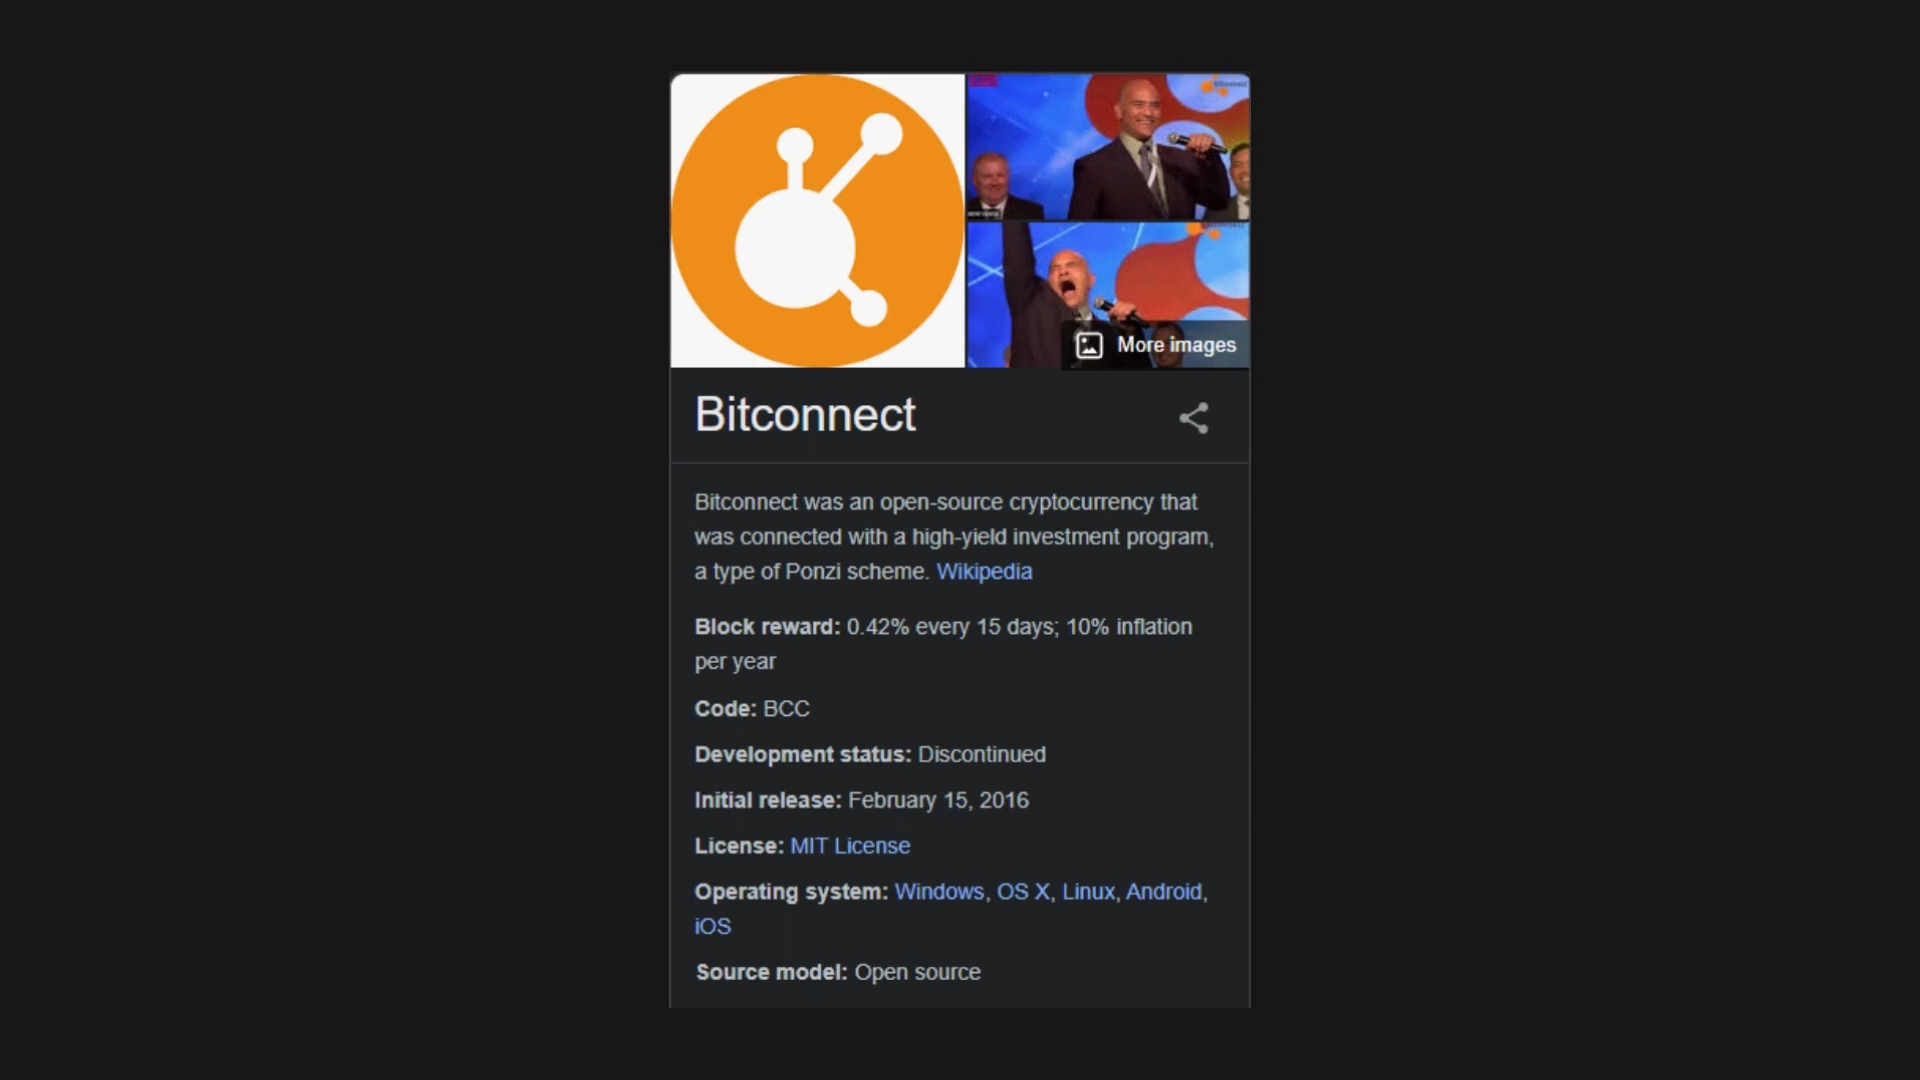 More images
Bitconnect
Bitconnect was an open-source cryptocurrency that
was connected with a high-yield investment program,
a type of Ponzi scheme. Wikipedia
Block reward: 0.42% every 15 days; 10% inflation
per year
Code: BCC
Development status: Discontinued
Initial release: February 15, 2016
License: MIT License
Operating system: Windows, OS X, Linux, Android,
iOS
Source model: Open source